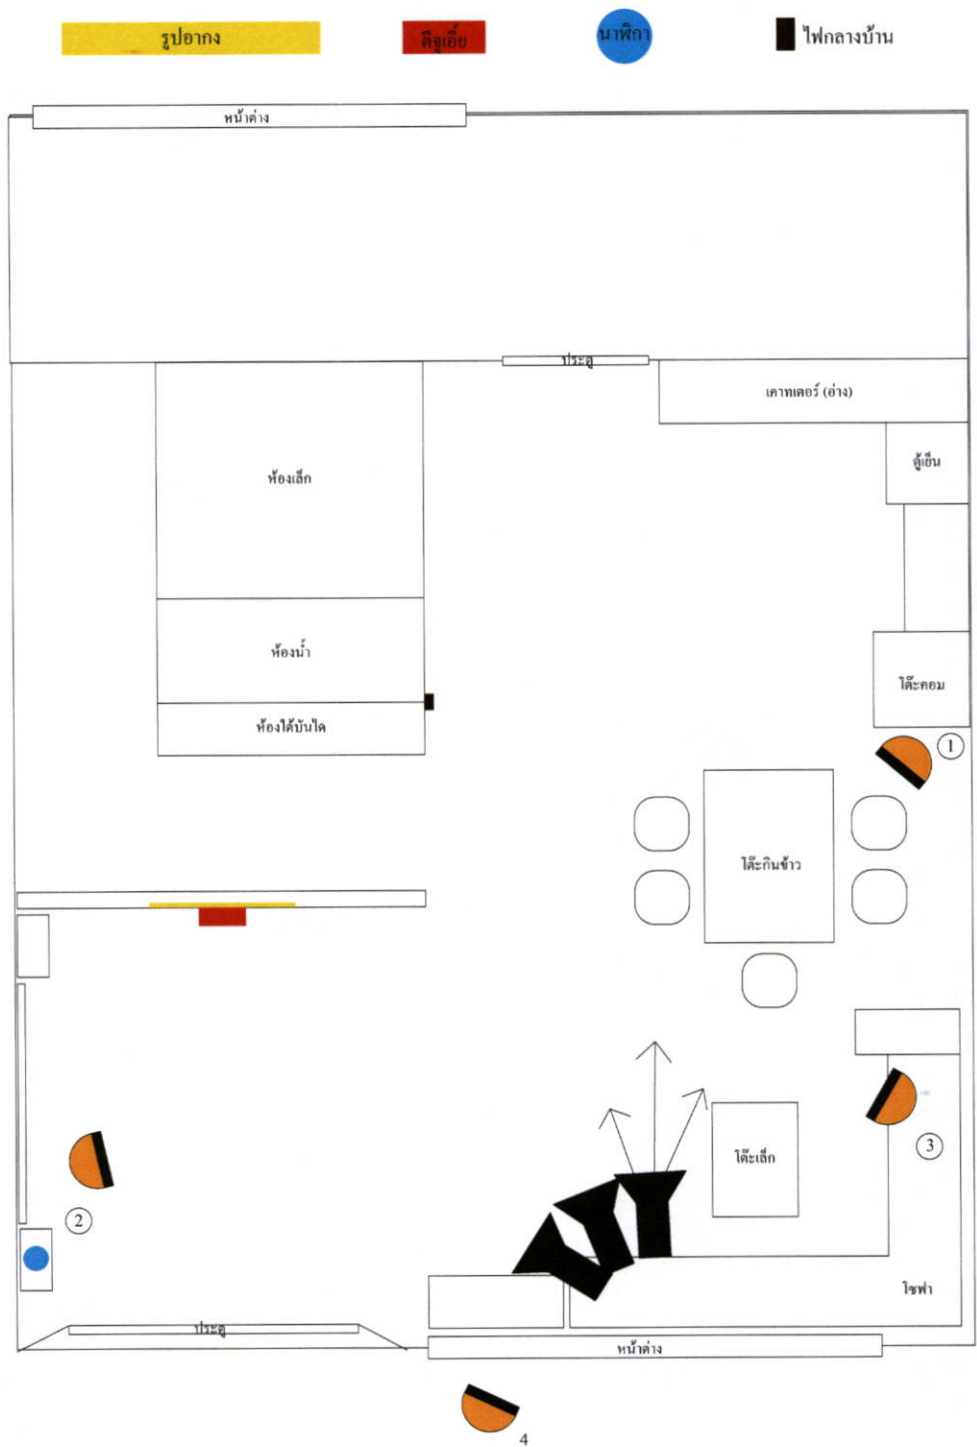 รูปอากง
ตี่จู่เอี๊ย
นาฬิกา
ไฟกลางบ้าน
หน้าต่าง
ประตู
เคาทเตอร์ (อ่าง)
ห้องเล็ก
ตู้เย็น
ห้องน้ำ
โต๊ะคอม
ห้องใต้บันใด
1
โต๊ะกินข้าว
3
โต๊ะเล็ก
2
โซฟา
ประตู
หน้าต่าง
4